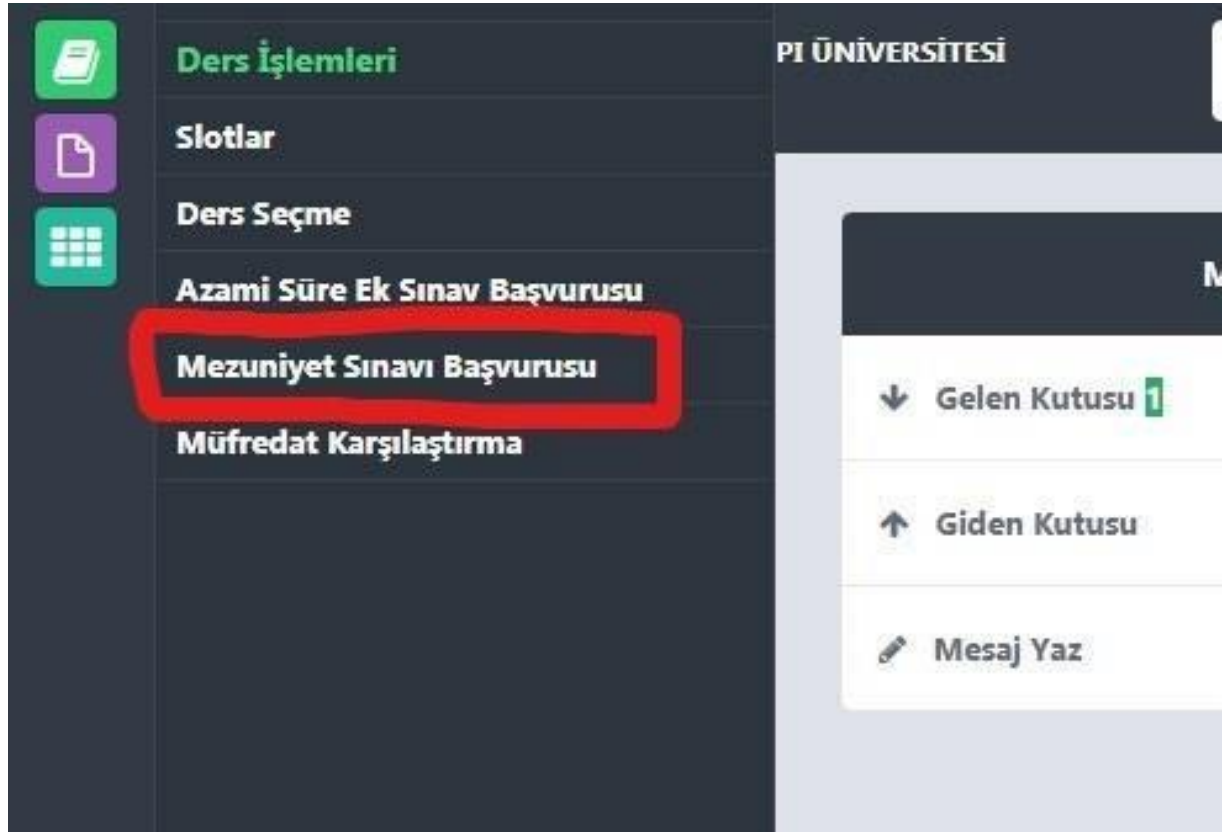 Ders İşlemleri
Slotlar
Ders Seçme
Azami Süre Ek Sınav Başvurusu
Mezuniyet Sınavı Başvurusu
Müfredat Karşılaştırma
PI ÜNİVERSİTESİ
M
Gelen Kutusu 1
Giden Kutusu
Mesaj Yaz